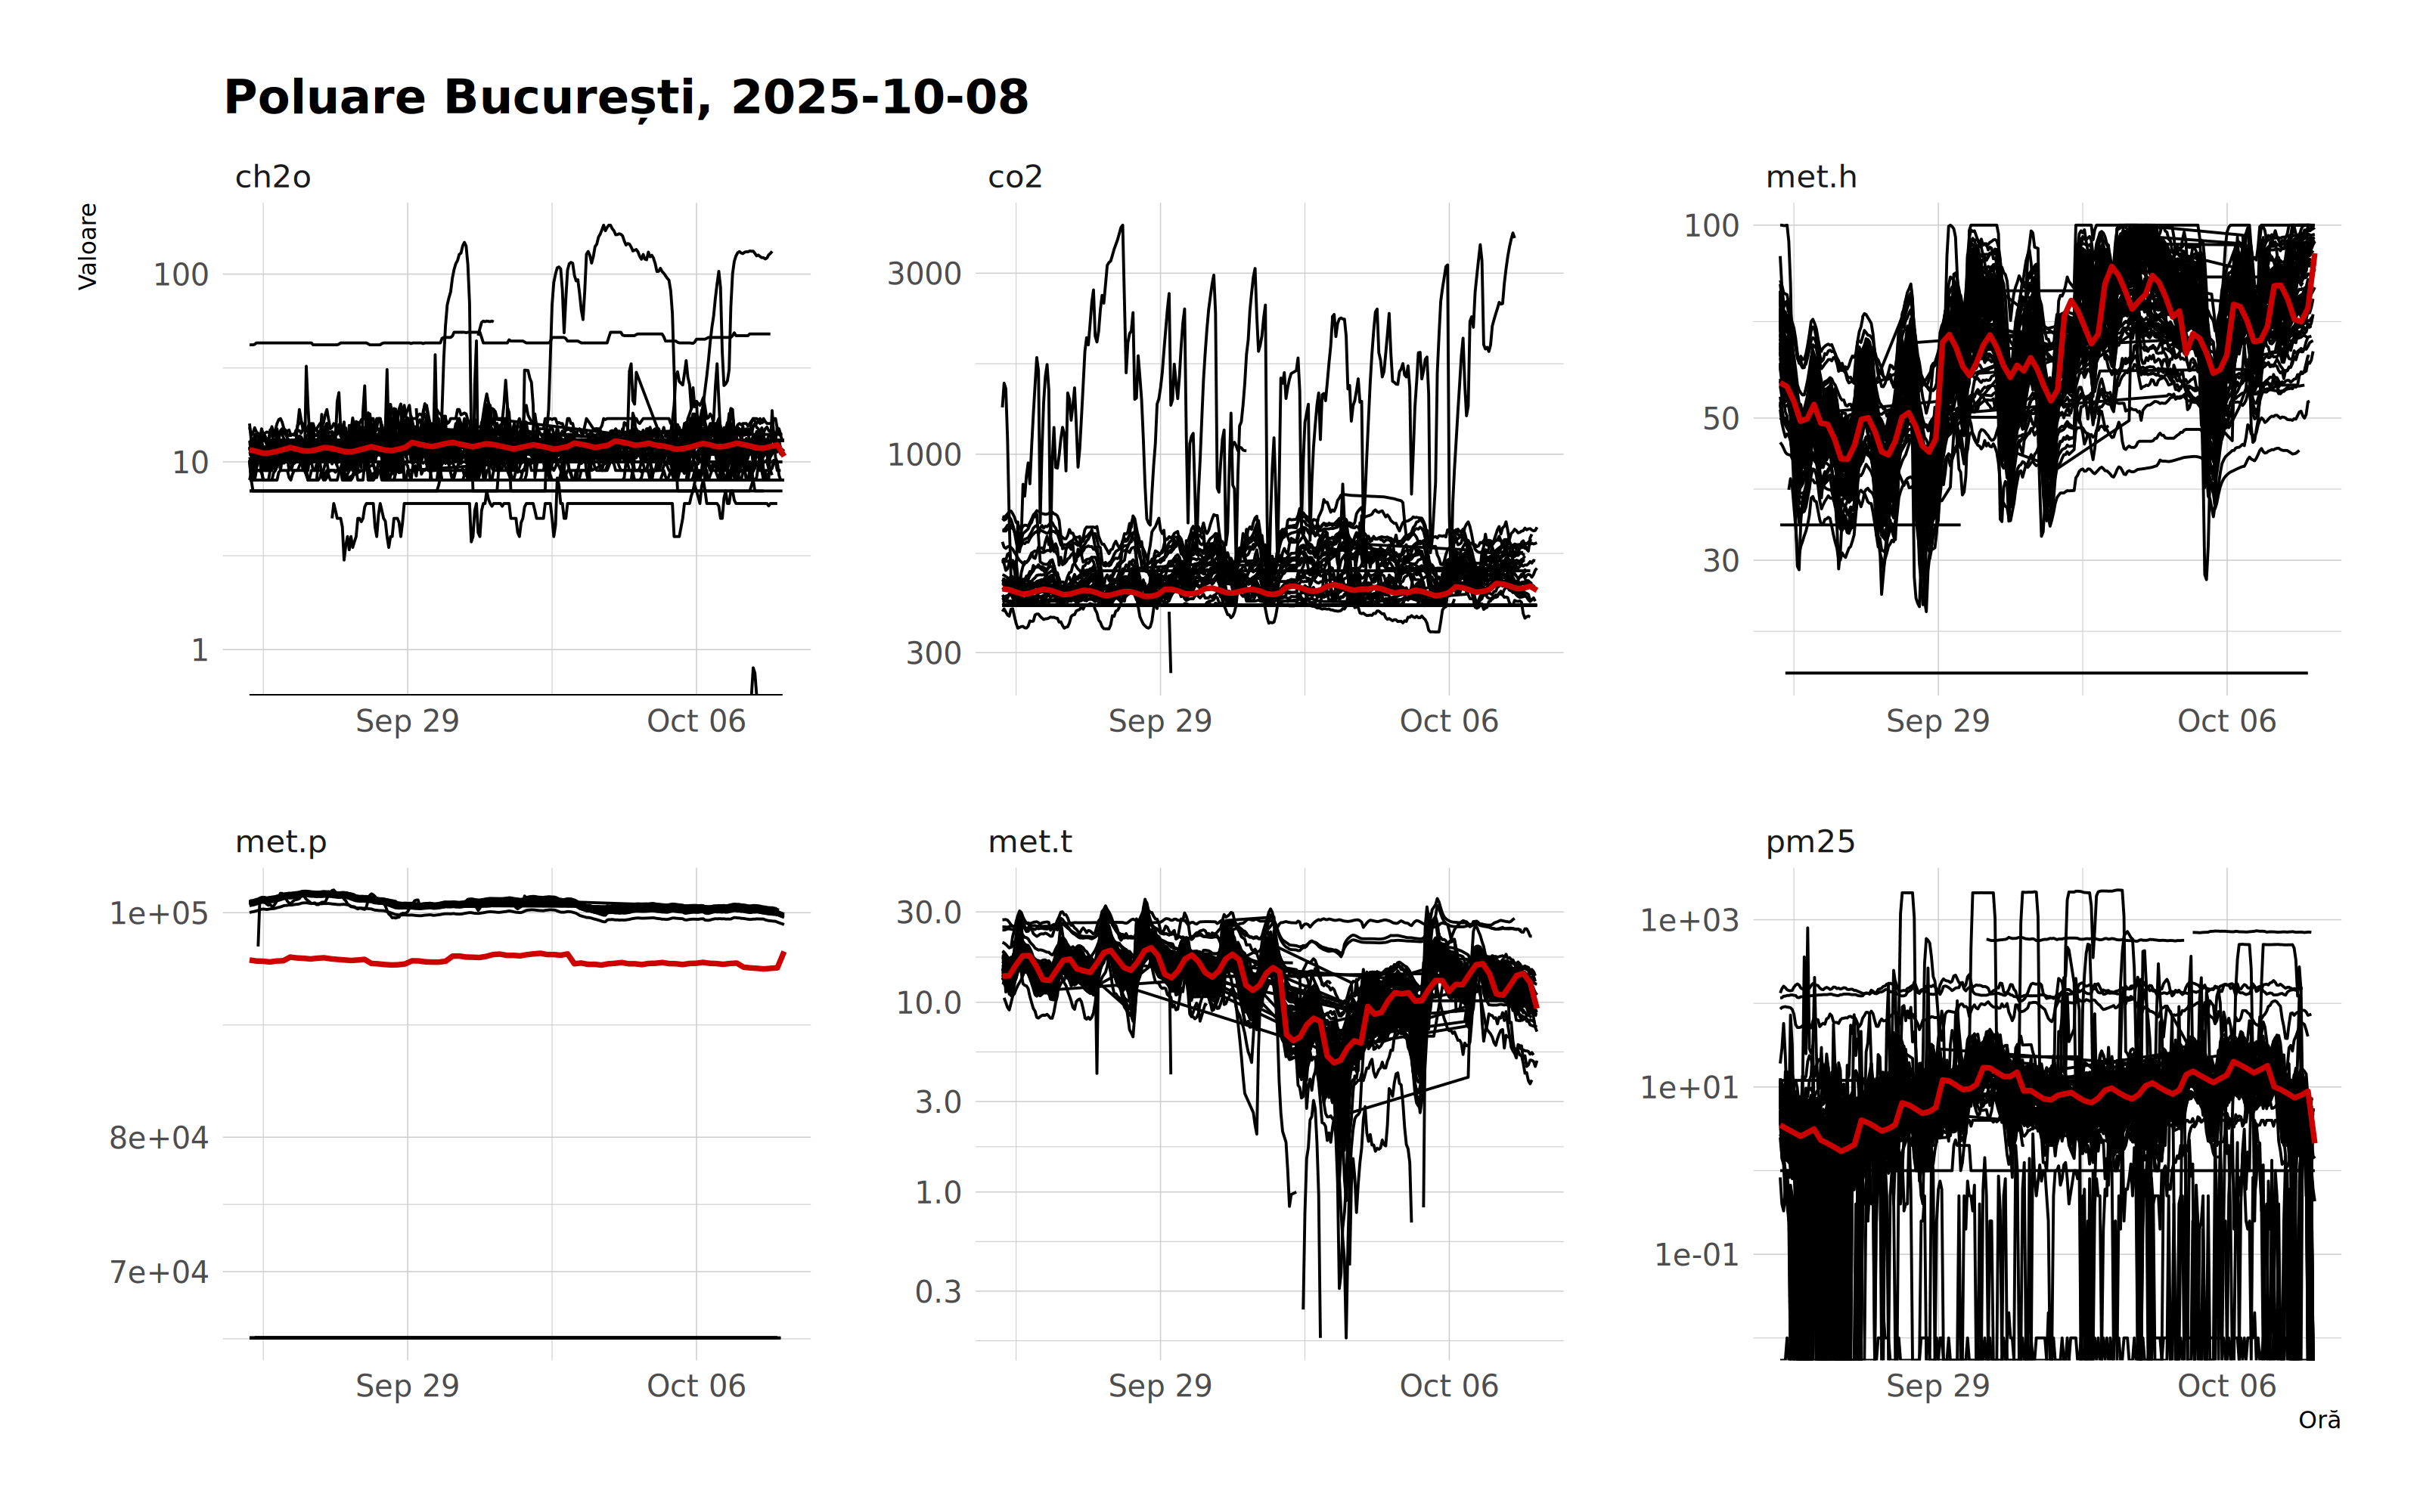 Poluare București, 2025-10-08
Valoare
ch2o
100
10
1
Sep 29 Oct 06
co2
3000
1000
300
Sep 29 Oct 06
met.h
100
50
30
Sep 29 Oct 06
met.p
1e+05
8e+04
7e+04
Sep 29 Oct 06
met.t
30.0
10.0
3.0
1.0
0.3
Sep 29 Oct 06
pm25
1e+03
1e+01
1e-01
Sep 29 Oct 06
Oră